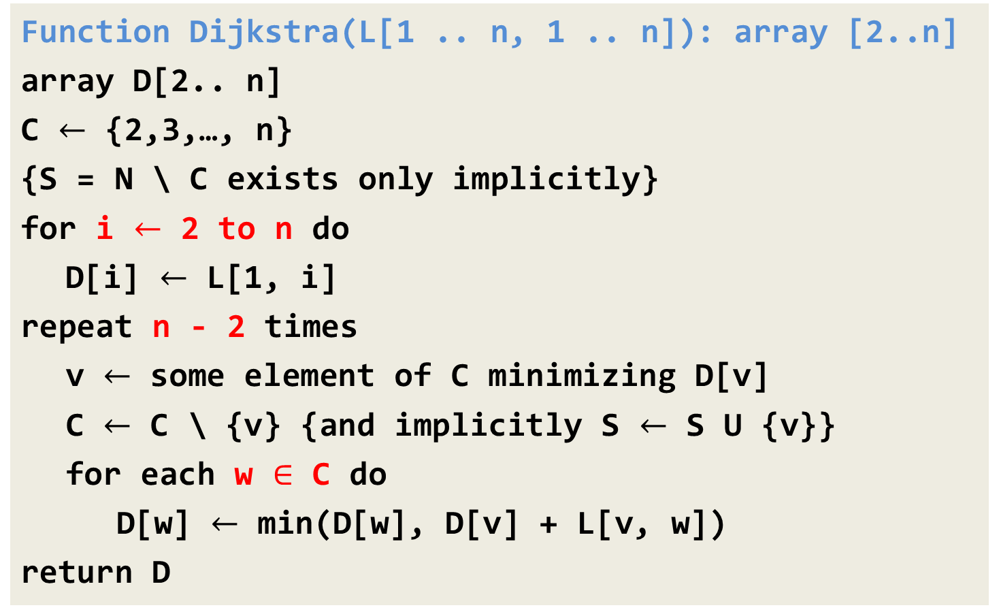 Function Dijkstra(L[1 .. n, 1 .. n]): array [2..n]
array D[2.. n]
C ← {2,3,…, n}
{S = N \ C exists only implicitly}
for i ← 2 to n do
D[i] ← L[1, i]
repeat n - 2 times
v ← some element of C minimizing D[v]
C ← C \ {v} {and implicitly S ← S U {v}}
for each w ∈ C do
D[w] ← min(D[w], D[v] + L[v, w])
return D